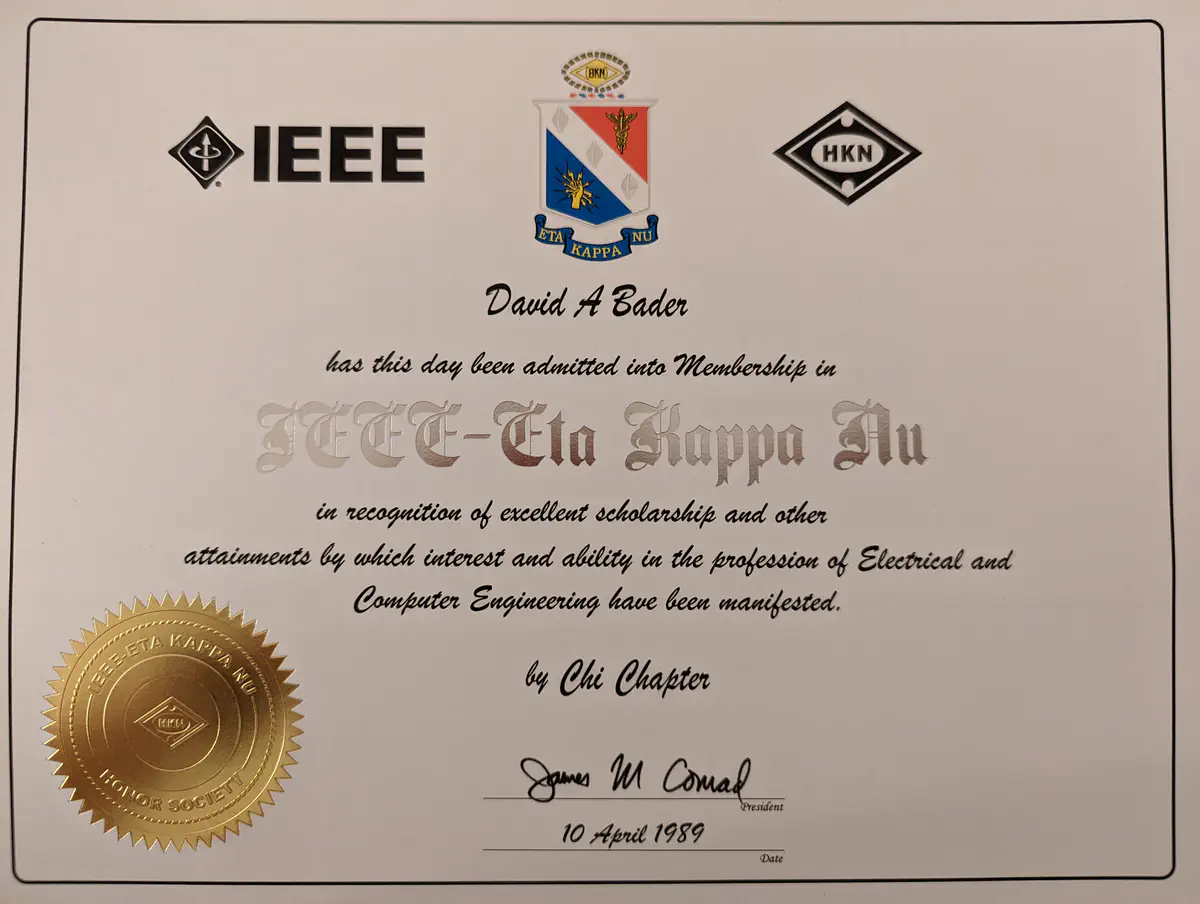 HKN
IEEE
HKN
ETA KAPPA NU
David A Bader
has this day been admitted into Membership in
IEEE-Eta Kappa Nu
in recognition of excellent scholarship and other
attainments by which interest and ability in the profession of Electrical and
Computer Engineering have been manifested.
by Chi Chapter
IEEE-ETA KAPPA NU
HKN
HONOR SOCIETY
James M Conrad
President
10 April 1989
Date